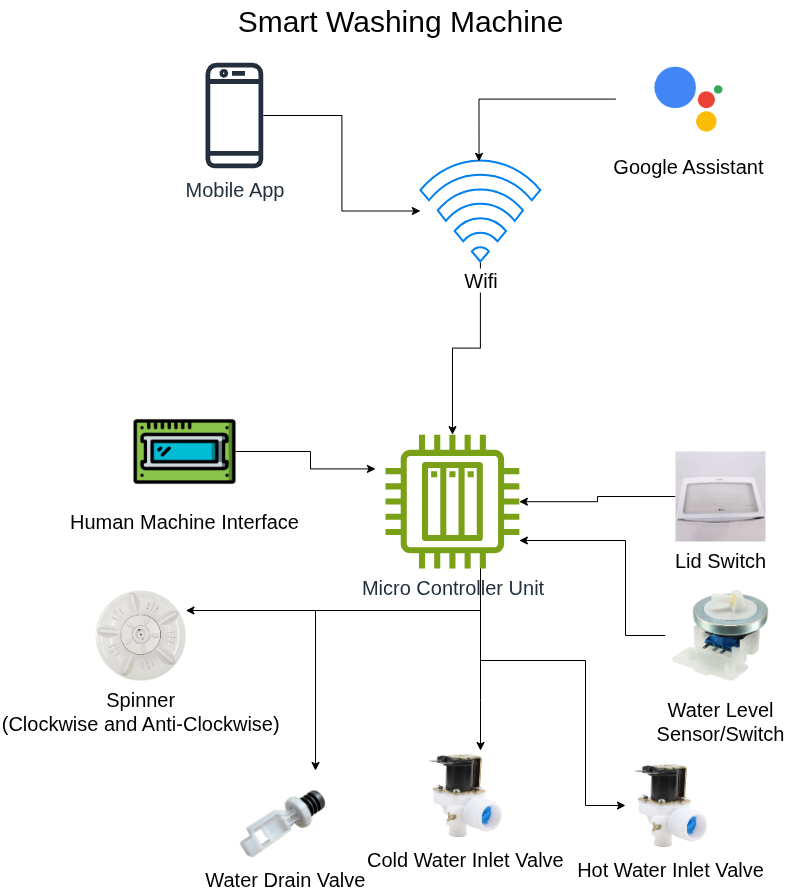 Smart Washing Machine
Mobile App
Google Assistant
Wifi
Human Machine Interface
Lid Switch
Micro Controller Unit
Spinner
(Clockwise and Anti-Clockwise)
Water Level
Sensor/Switch
Cold Water Inlet Valve
Hot Water Inlet Valve
Water Drain Valve